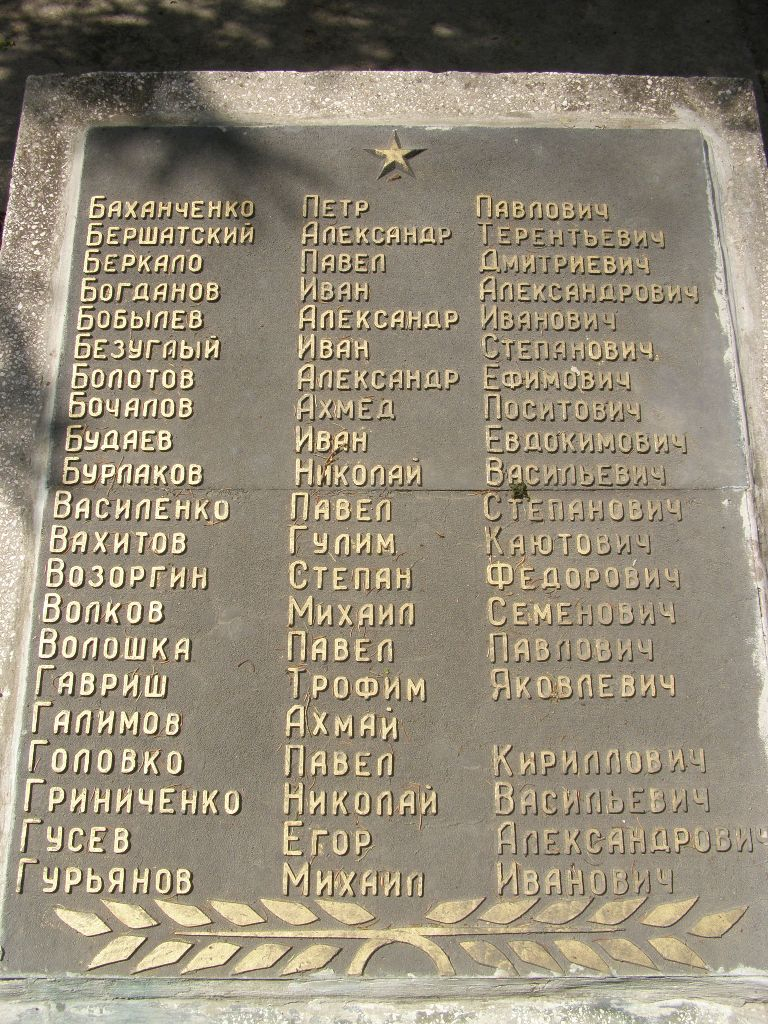 Баханченко Петр Павлович
Бершатский Александр Терентьевич
Беркало Павел Дмитриевич
Богданов Иван Александрович
Бобылев Александр Иванович
Безуглый Иван Степанович
Болотов Александр Ефимович
Бочалов Ахмед Поситович
Будаев Иван Евдокимович
Бурлаков Николай Васильевич
Василенко Павел Степанович
Вахитов Гулим Каютович
Возоргин Степан Федорович
Волков Михаил Семенович
Волошка Павел Павлович
Гавриш Трофим Яковлевич
Галимов Ахмай
Головко Павел Кириллович
Гриниченко Николай Васильевич
Гусев Егор Александрович
Гурьянов Михаил Иванович